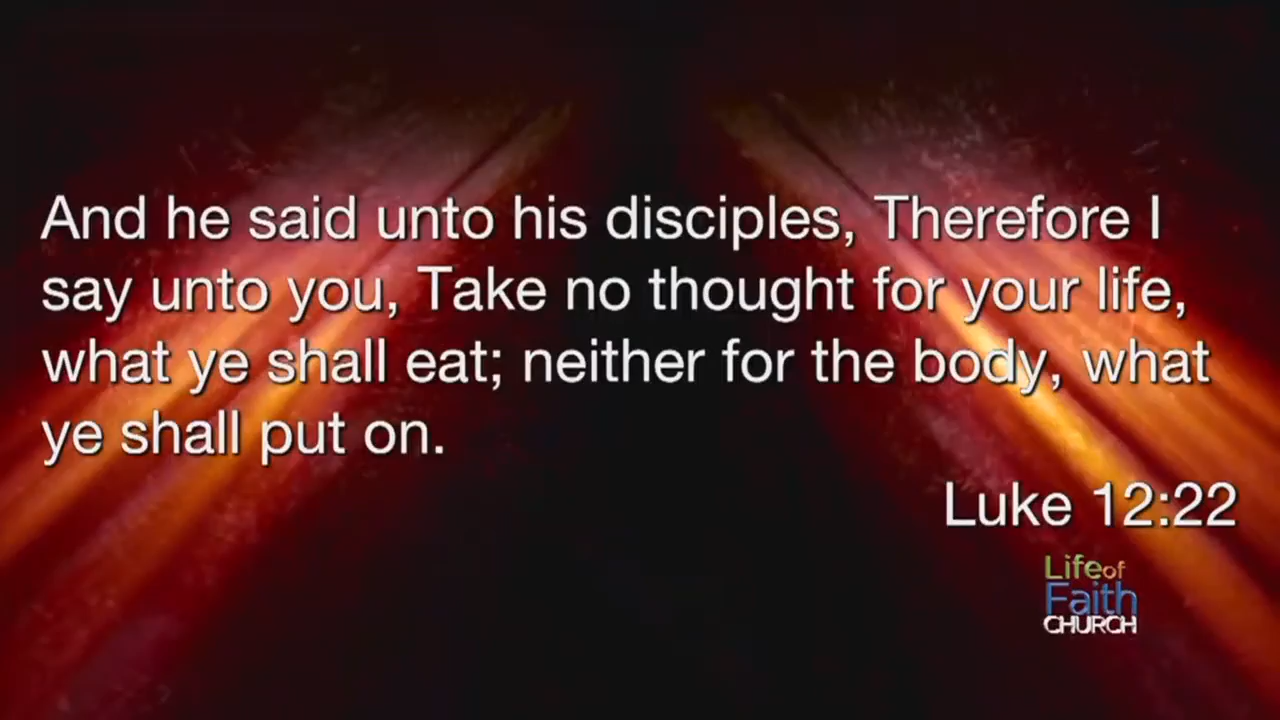 And he said unto his disciples, Therefore I
say unto you, Take no thought for your life,
what ye shall eat; neither for the body, what
ye shall put on.
Luke 12:22
Life of
Faith
CHURCH